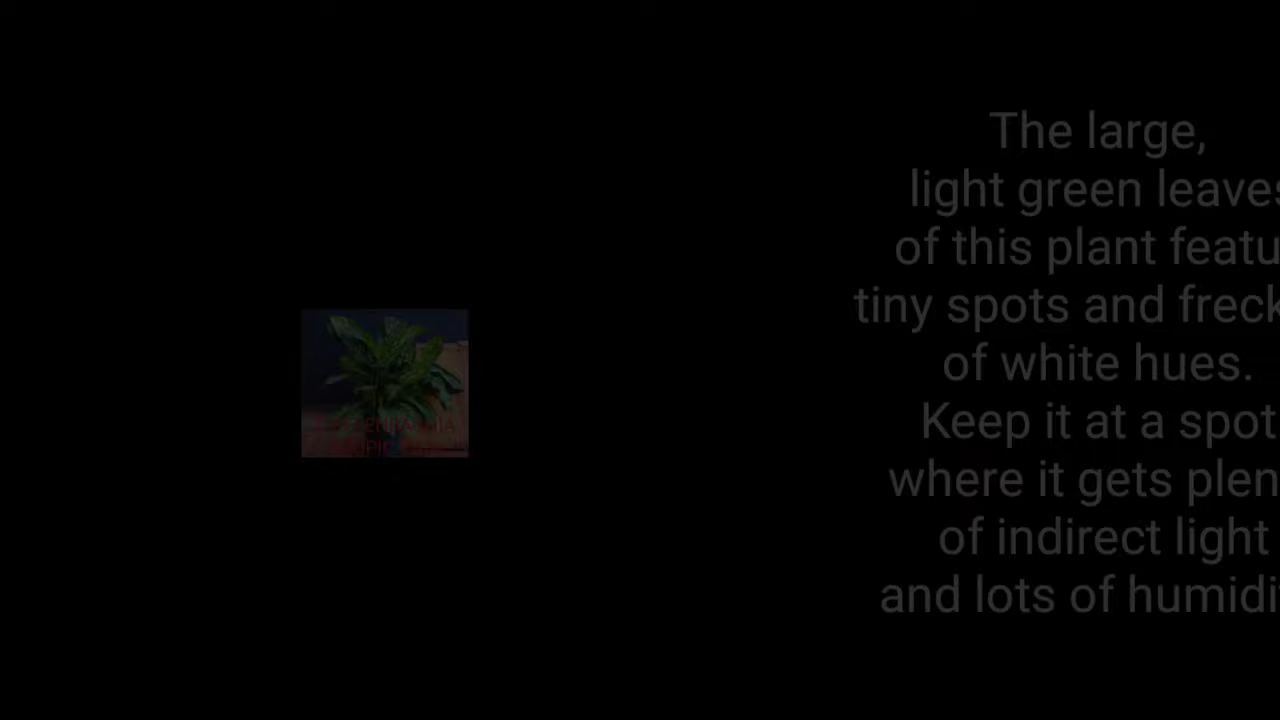 The large,
light green leaves
of this plant featu
tiny spots and freck
of white hues.
Keep it at a spot
where it gets plen
of indirect light
and lots of humidi